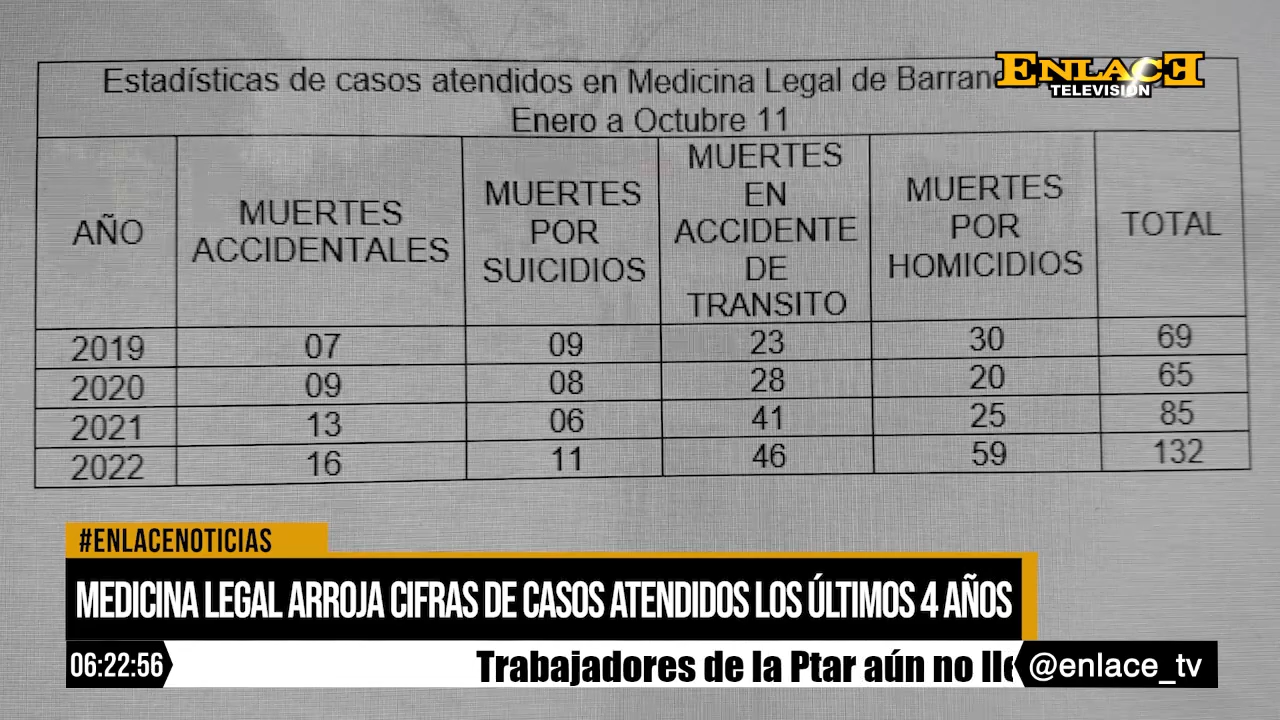 Estadísticas de casos atendidos en Medicina Legal de
ENLACE
TELEVISIÓN
Enero a Octubre 11
AÑO MUERTES ACCIDENTALES MUERTES POR SUICIDIOS MUERTES EN ACCIDENTE DE TRANSITO MUERTES POR HOMICIDIOS TOTAL
2019 07 09 23 30 69
2020 09 08 28 20 65
2021 13 06 41 25 85
2022 16 11 46 59 132
#ENLACENOTICIAS
MEDICINA LEGAL ARROJA CIFRAS DE CASOS ATENDIDOS LOS ÚLTIMOS 4 AÑOS
06:22:56
Trabajadores de la Ptar aún no
@enlace_tv